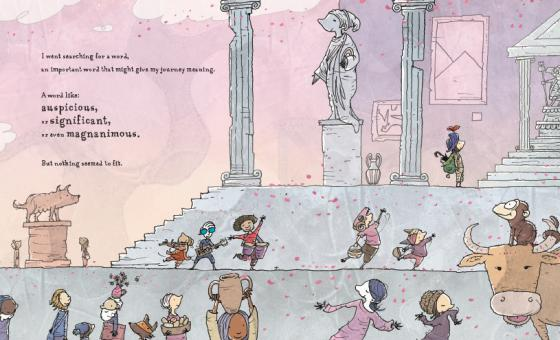 I went searching for a word,
an important word that might give my journey meaning.
A word like:
auspicious,
or significant,
or even magnanimous.
But nothing seemed to fit.